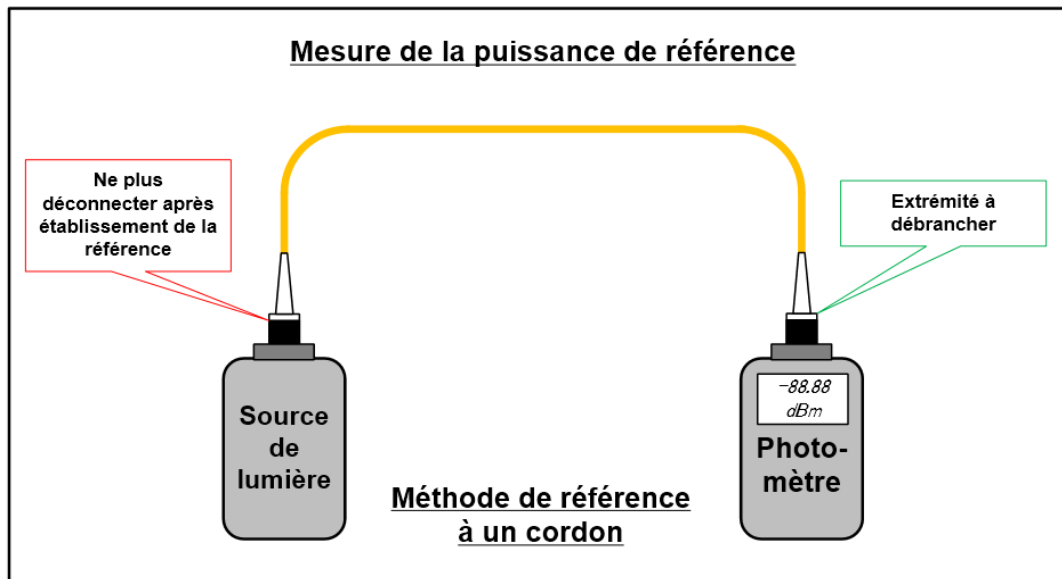 Mesure de la puissance de référence
Ne plus
déconnecter après
établissement de la
référence
Extrémité à
débrancher
Source
de
lumière
-88.88
dBm
Photo-
mètre
Méthode de référence
à un cordon